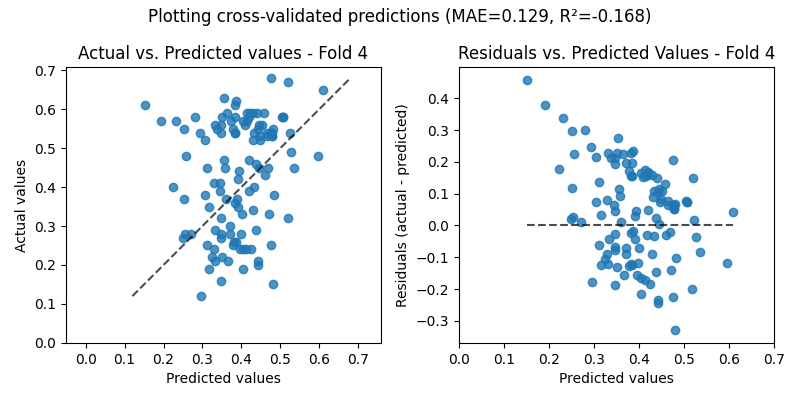 Plotting cross-validated predictions (MAE=0.129, R²=-0.168)
Actual vs. Predicted values - Fold 4
Residuals vs. Predicted Values - Fold 4
Actual values
0.7
0.6
0.5
0.4
0.3
0.2
0.1
0.0
0.0 0.1 0.2 0.3 0.4 0.5 0.6 0.7
Predicted values
Residuals (actual - predicted)
0.4
0.3
0.2
0.1
0.0
−0.1
−0.2
−0.3
0.0 0.1 0.2 0.3 0.4 0.5 0.6 0.7
Predicted values